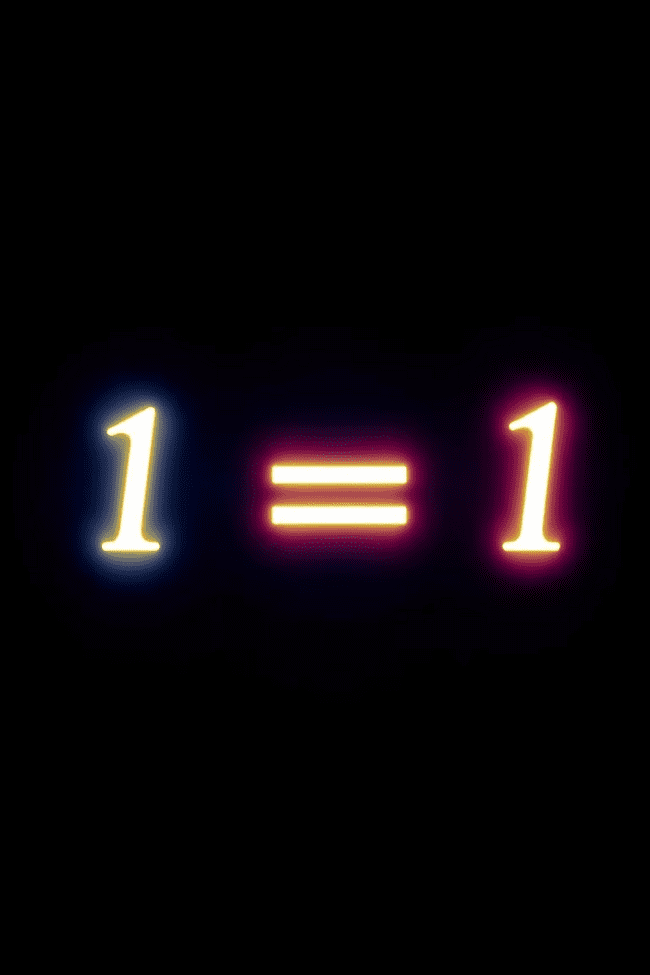 1 = 1